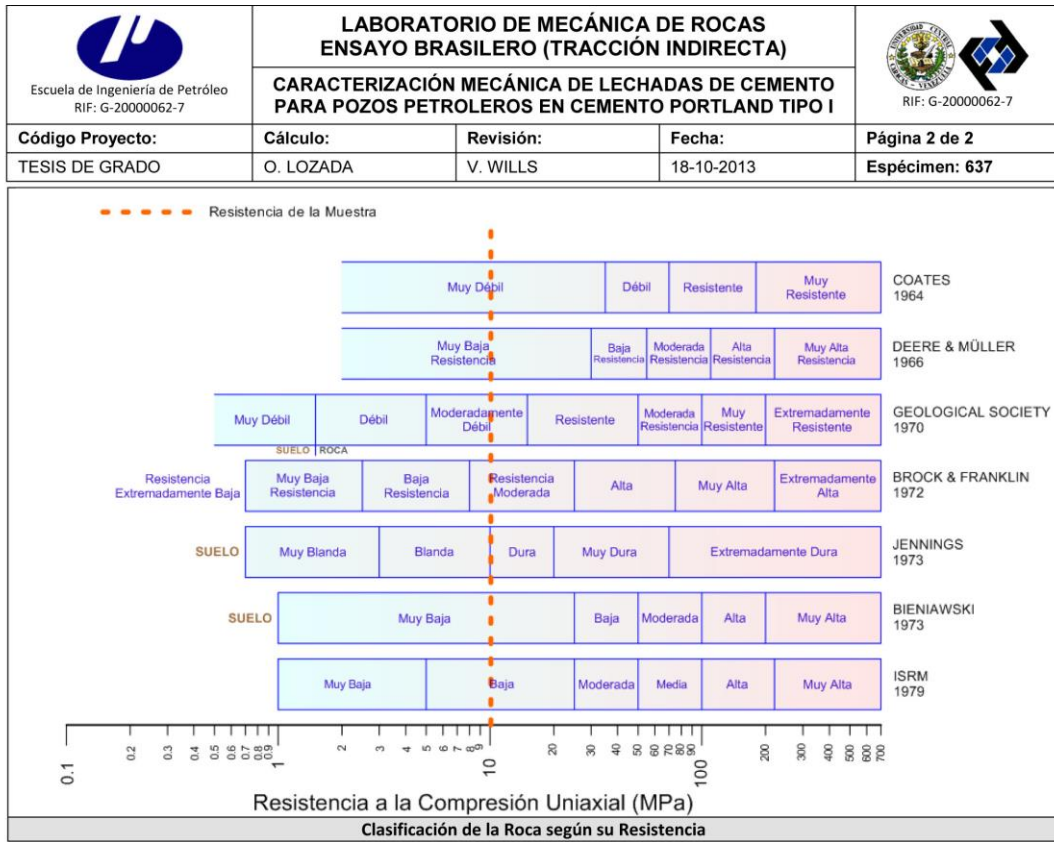 LABORATORIO DE MECÁNICA DE ROCAS
ENSAYO BRASILERO (TRACCIÓN INDIRECTA)
CARACTERIZACIÓN MECÁNICA DE LECHADAS DE CEMENTO
PARA POZOS PETROLEROS EN CEMENTO PORTLAND TIPO I
Escuela de Ingeniería de Petróleo
RIF: G-20000062-7
UNIVERSIDAD CENTRAL
CARACAS - VENEZUELA
RIF: G-20000062-7
Código Proyecto: Cálculo: Revisión: Fecha: Página 2 de 2
TESIS DE GRADO O. LOZADA V. WILLS 18-10-2013 Espécimen: 637
Resistencia de la Muestra
Muy Débil Débil Resistente Muy Resistente
COATES
1964
Muy Baja Resistencia Baja Resistencia Moderada Resistencia Alta Resistencia Muy Alta Resistencia
DEERE & MÜLLER
1966
Muy Débil Débil Moderadamente Débil Resistente Moderada Resistencia Muy Resistente Extremadamente Resistente
GEOLOGICAL SOCIETY
1970
SUELO ROCA
Resistencia Extremadamente Baja Muy Baja Resistencia Baja Resistencia Resistencia Moderada Alta Muy Alta Extremadamente Alta
BROCK & FRANKLIN
1972
SUELO Muy Blanda Blanda Dura Muy Dura Extremadamente Dura
JENNINGS
1973
SUELO Muy Baja Baja Moderada Alta Muy Alta
BIENIAWSKI
1973
Muy Baja Baja Moderada Media Alta Muy Alta
ISRM
1979
0.1 0.2 0.3 0.4 0.5 0.6 0.7 0.8 0.9 1 2 3 4 5 6 7 8 9 10 20 30 40 50 60 70 80 90 100 200 300 400 500 600 700
Resistencia a la Compresión Uniaxial (MPa)
Clasificación de la Roca según su Resistencia